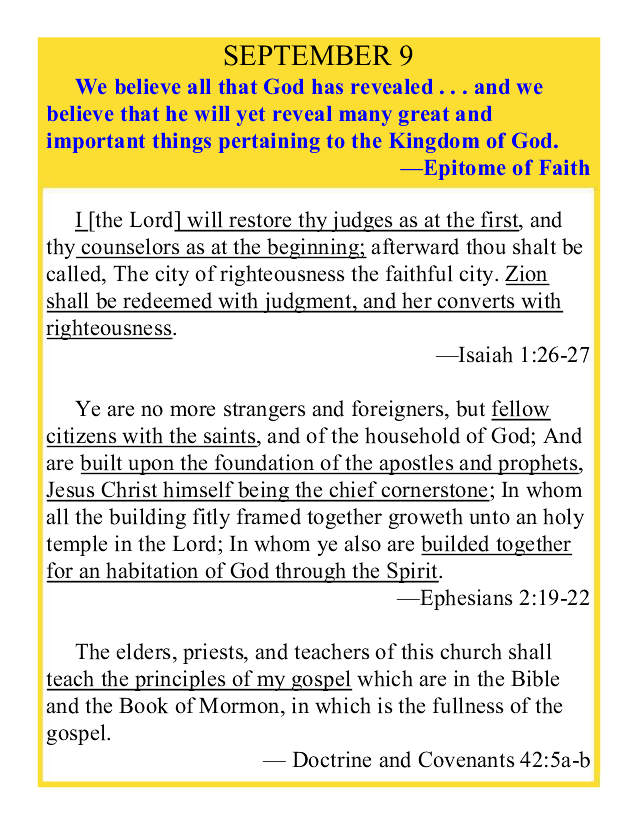 SEPTEMBER 9
We believe all that God has revealed . . . and we
believe that he will yet reveal many great and
important things pertaining to the Kingdom of God.
—Epitome of Faith
I [the Lord] will restore thy judges as at the first, and
thy counselors as at the beginning; afterward thou shalt be
called, The city of righteousness the faithful city. Zion
shall be redeemed with judgment, and her converts with
righteousness.
—Isaiah 1:26-27
Ye are no more strangers and foreigners, but fellow
citizens with the saints, and of the household of God; And
are built upon the foundation of the apostles and prophets,
Jesus Christ himself being the chief cornerstone; In whom
all the building fitly framed together groweth unto an holy
temple in the Lord; In whom ye also are builded together
for an habitation of God through the Spirit.
—Ephesians 2:19-22
The elders, priests, and teachers of this church shall
teach the principles of my gospel which are in the Bible
and the Book of Mormon, in which is the fullness of the
gospel.
— Doctrine and Covenants 42:5a-b